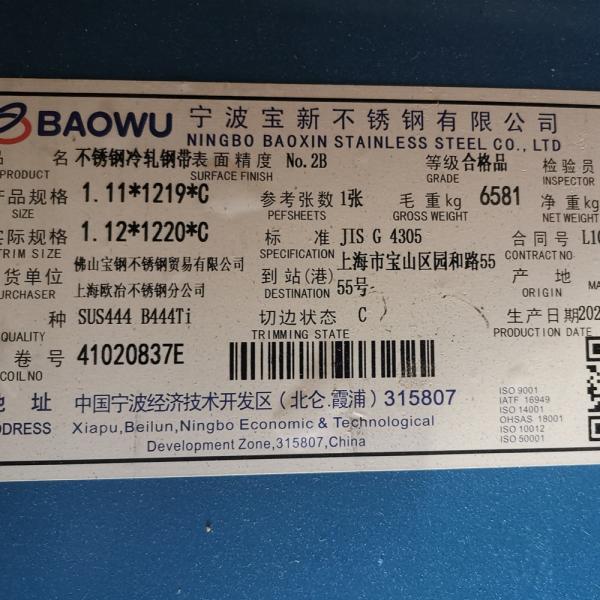 BAOWU 宁波宝新不锈钢有限公司
NINGBO BAOXIN STAINLESS STEEL CO., LTD
品 名 不锈钢冷轧钢带 表面精度 No.2B 等级 合格品 检验员
PRODUCT SURFACE FINISH GRADE INSPECTOR
产品规格 1.11*1219*C 参考张数 1张 毛重kg 6581 净重kg
SIZE PEFSHEETS GROSS WEIGHT NET WEIGHT
实际规格 1.12*1220*C 标 准 JIS G 4305 合同号
TRIM SIZE SPECIFICATION CONTRACT NO
货单位 佛山宝钢不锈钢贸易有限公司 到站(港) 上海市宝山区园和路55 产 地
URCHASER 上海欧冶不锈钢分公司 DESTINATION 55号 ORIGIN MA
种 SUS444 B444Ti 切边状态 C 生产日期 202
QUALITY TRIMMING STATE PRODUCTION DATE
卷号 41020837E
COIL NO
地 址 中国宁波经济技术开发区（北仑.霞浦）315807
ADDRESS Xiapu,Beilun,Ningbo Economic & Technological
Development Zone,315807,China
ISO 9001
IATF 16949
ISO 14001
OHSAS 18001
ISO 10012
ISO 50001